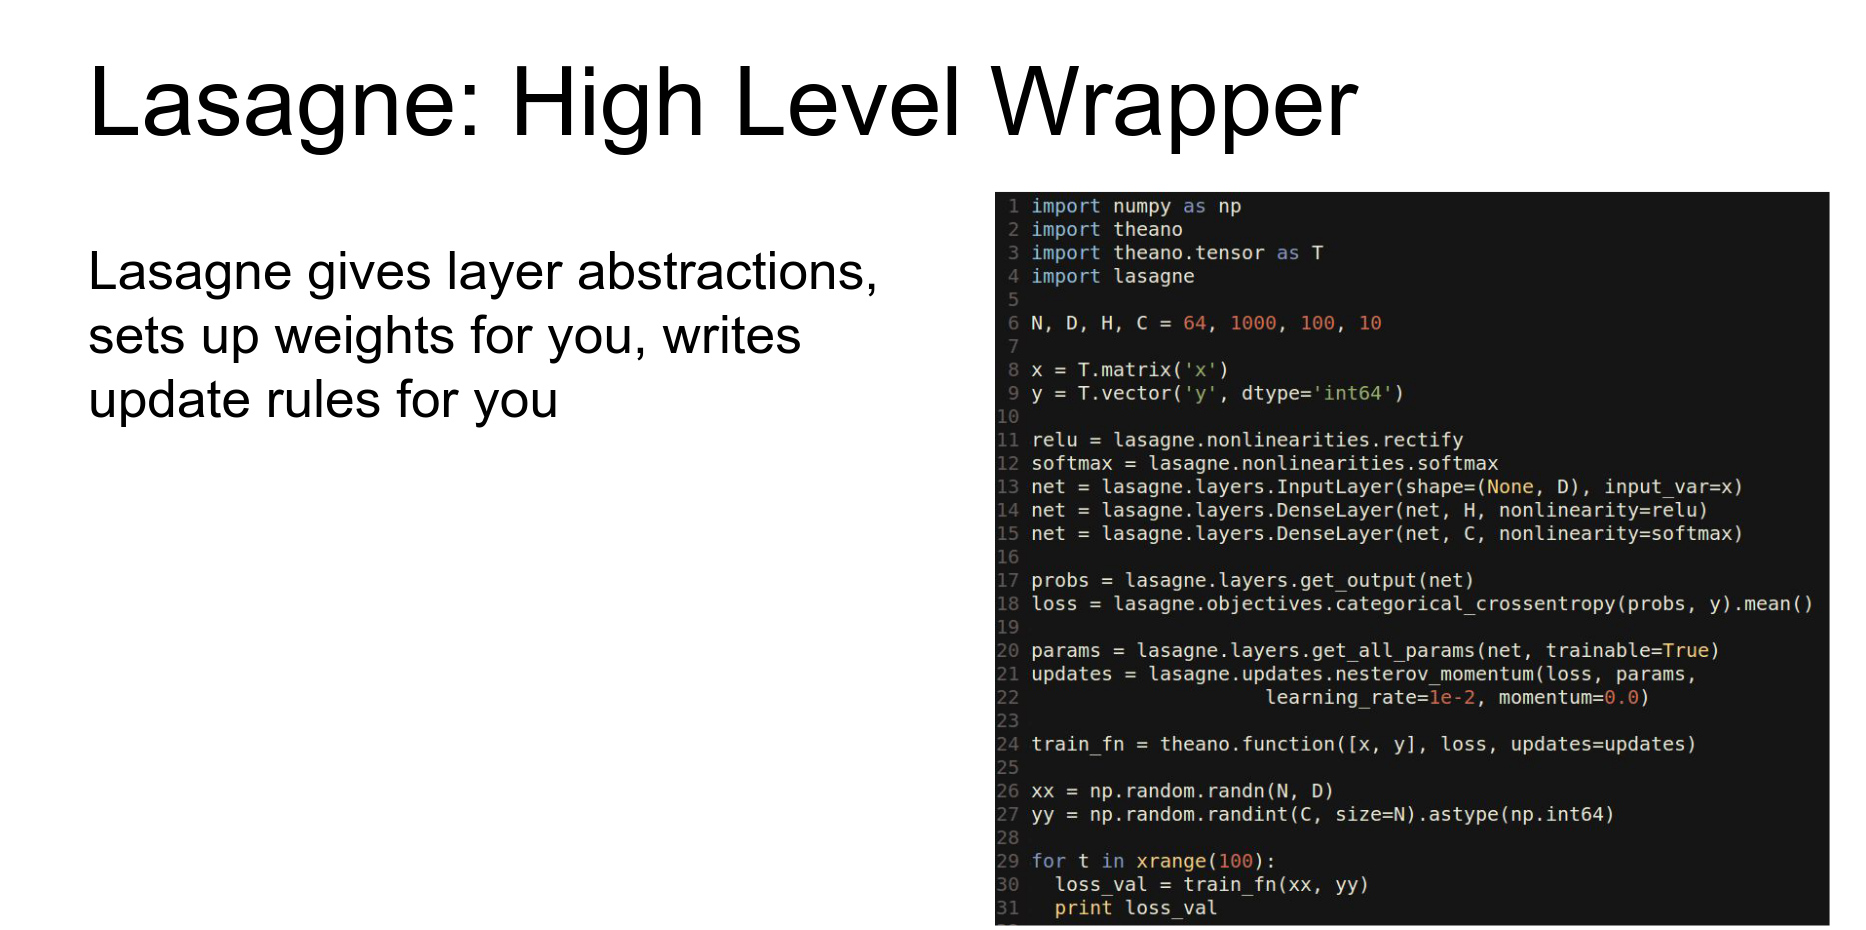 Lasagne: High Level Wrapper
Lasagne gives layer abstractions,
sets up weights for you, writes
update rules for you
1 import numpy as np
2 import theano
3 import theano.tensor as T
4 import lasagne
5
6 N, D, H, C = 64, 1000, 100, 10
7
8 x = T.matrix('x')
9 y = T.vector('y', dtype='int64')
10
11 relu = lasagne.nonlinearities.rectify
12 softmax = lasagne.nonlinearities.softmax
13 net = lasagne.layers.InputLayer(shape=(None, D), input_var=x)
14 net = lasagne.layers.DenseLayer(net, H, nonlinearity=relu)
15 net = lasagne.layers.DenseLayer(net, C, nonlinearity=softmax)
16
17 probs = lasagne.layers.get_output(net)
18 loss = lasagne.objectives.categorical_crossentropy(probs, y).mean()
19
20 params = lasagne.layers.get_all_params(net, trainable=True)
21 updates = lasagne.updates.nesterov_momentum(loss, params,
22                     learning_rate=1e-2, momentum=0.0)
23
24 train_fn = theano.function([x, y], loss, updates=updates)
25
26 xx = np.random.randn(N, D)
27 yy = np.random.randint(C, size=N).astype(np.int64)
28
29 for t in xrange(100):
30   loss_val = train_fn(xx, yy)
31   print loss_val